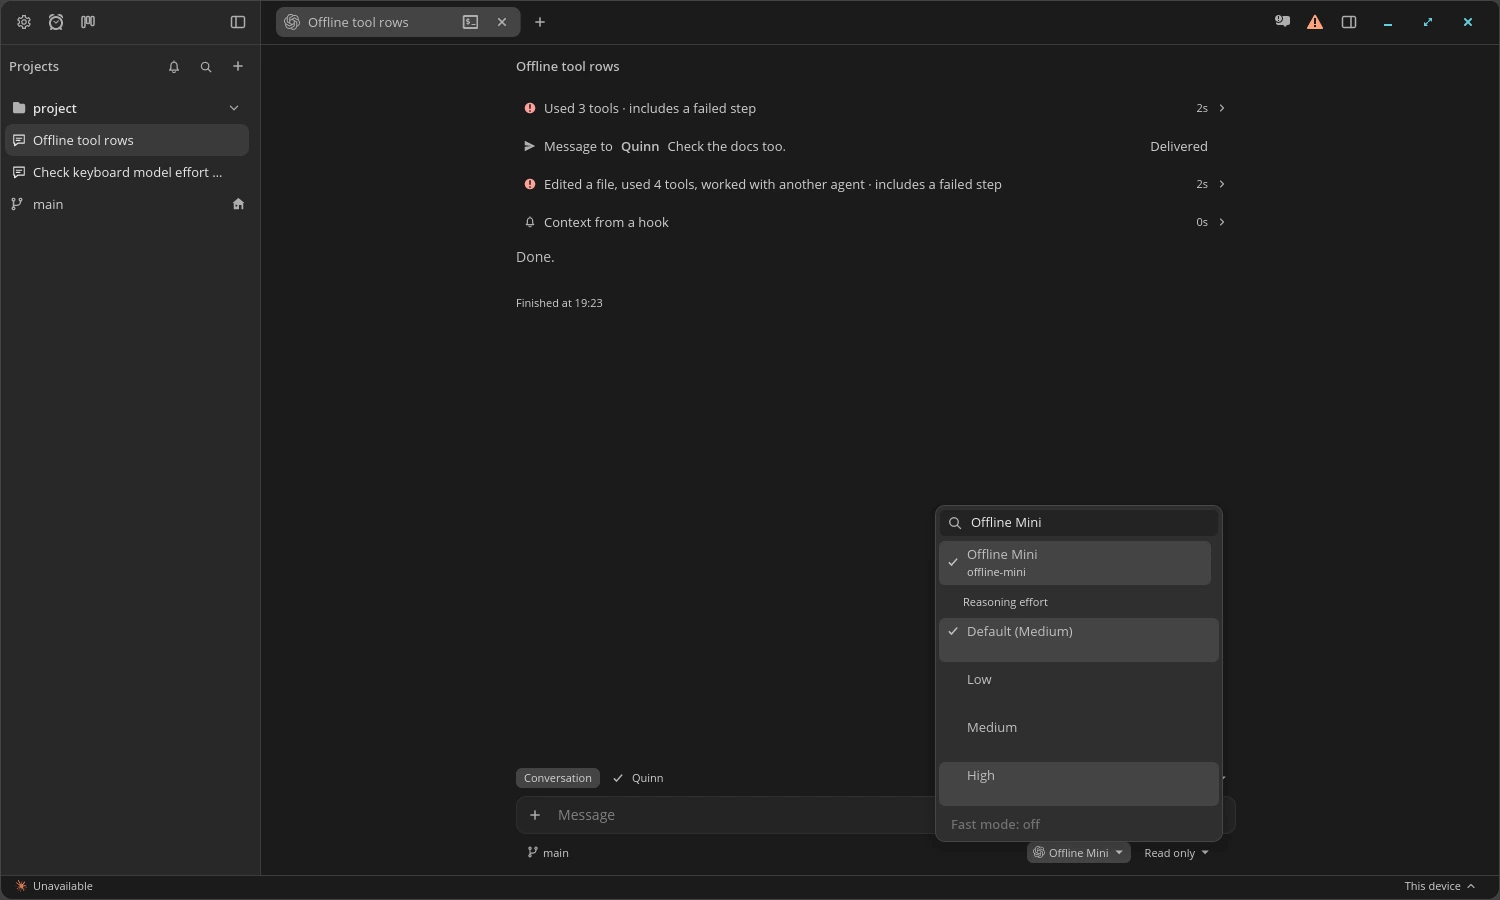 Offline tool rows
Projects
project
Offline tool rows
Check keyboard model effort ...
main
Offline tool rows
Used 3 tools · includes a failed step
2s
Message to Quinn Check the docs too.
Delivered
Edited a file, used 4 tools, worked with another agent · includes a failed step
2s
Context from a hook
0s
Done.
Finished at 19:23
Offline Mini
Offline Mini
offline-mini
Reasoning effort
Default (Medium)
Low
Medium
High
Fast mode: off
Conversation
Quinn
Message
main
Offline Mini
Read only
Unavailable
This device